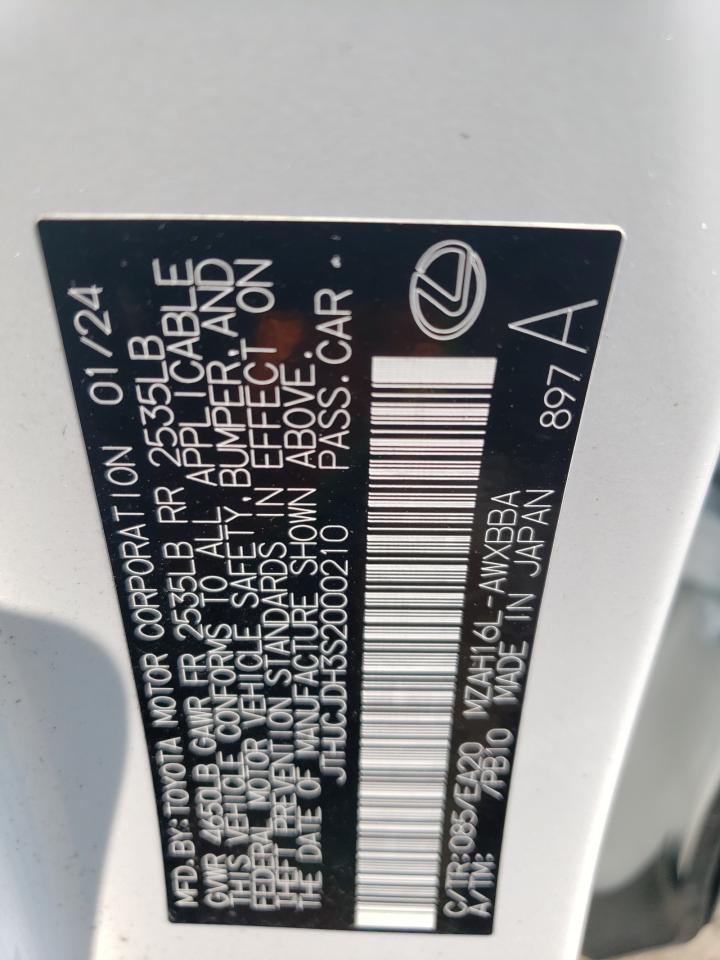 MFD. BY: TOYOTA MOTOR CORPORATION 01/24
GVWR 4650LB GAWR FR 2535LB RR 2535LB
THIS VEHICLE CONFORMS TO ALL APPLICABLE
FEDERAL MOTOR VEHICLE SAFETY, BUMPER, AND
THEFT PREVENTION STANDARDS IN EFFECT ON
THE DATE OF MANUFACTURE SHOWN ABOVE.
JTHUCJDH3S2000210 PASS. CAR
C/TR: 085/EA20 MZAH16L-AWXBBA 897 A
A/TM: /PB10 MADE IN JAPAN